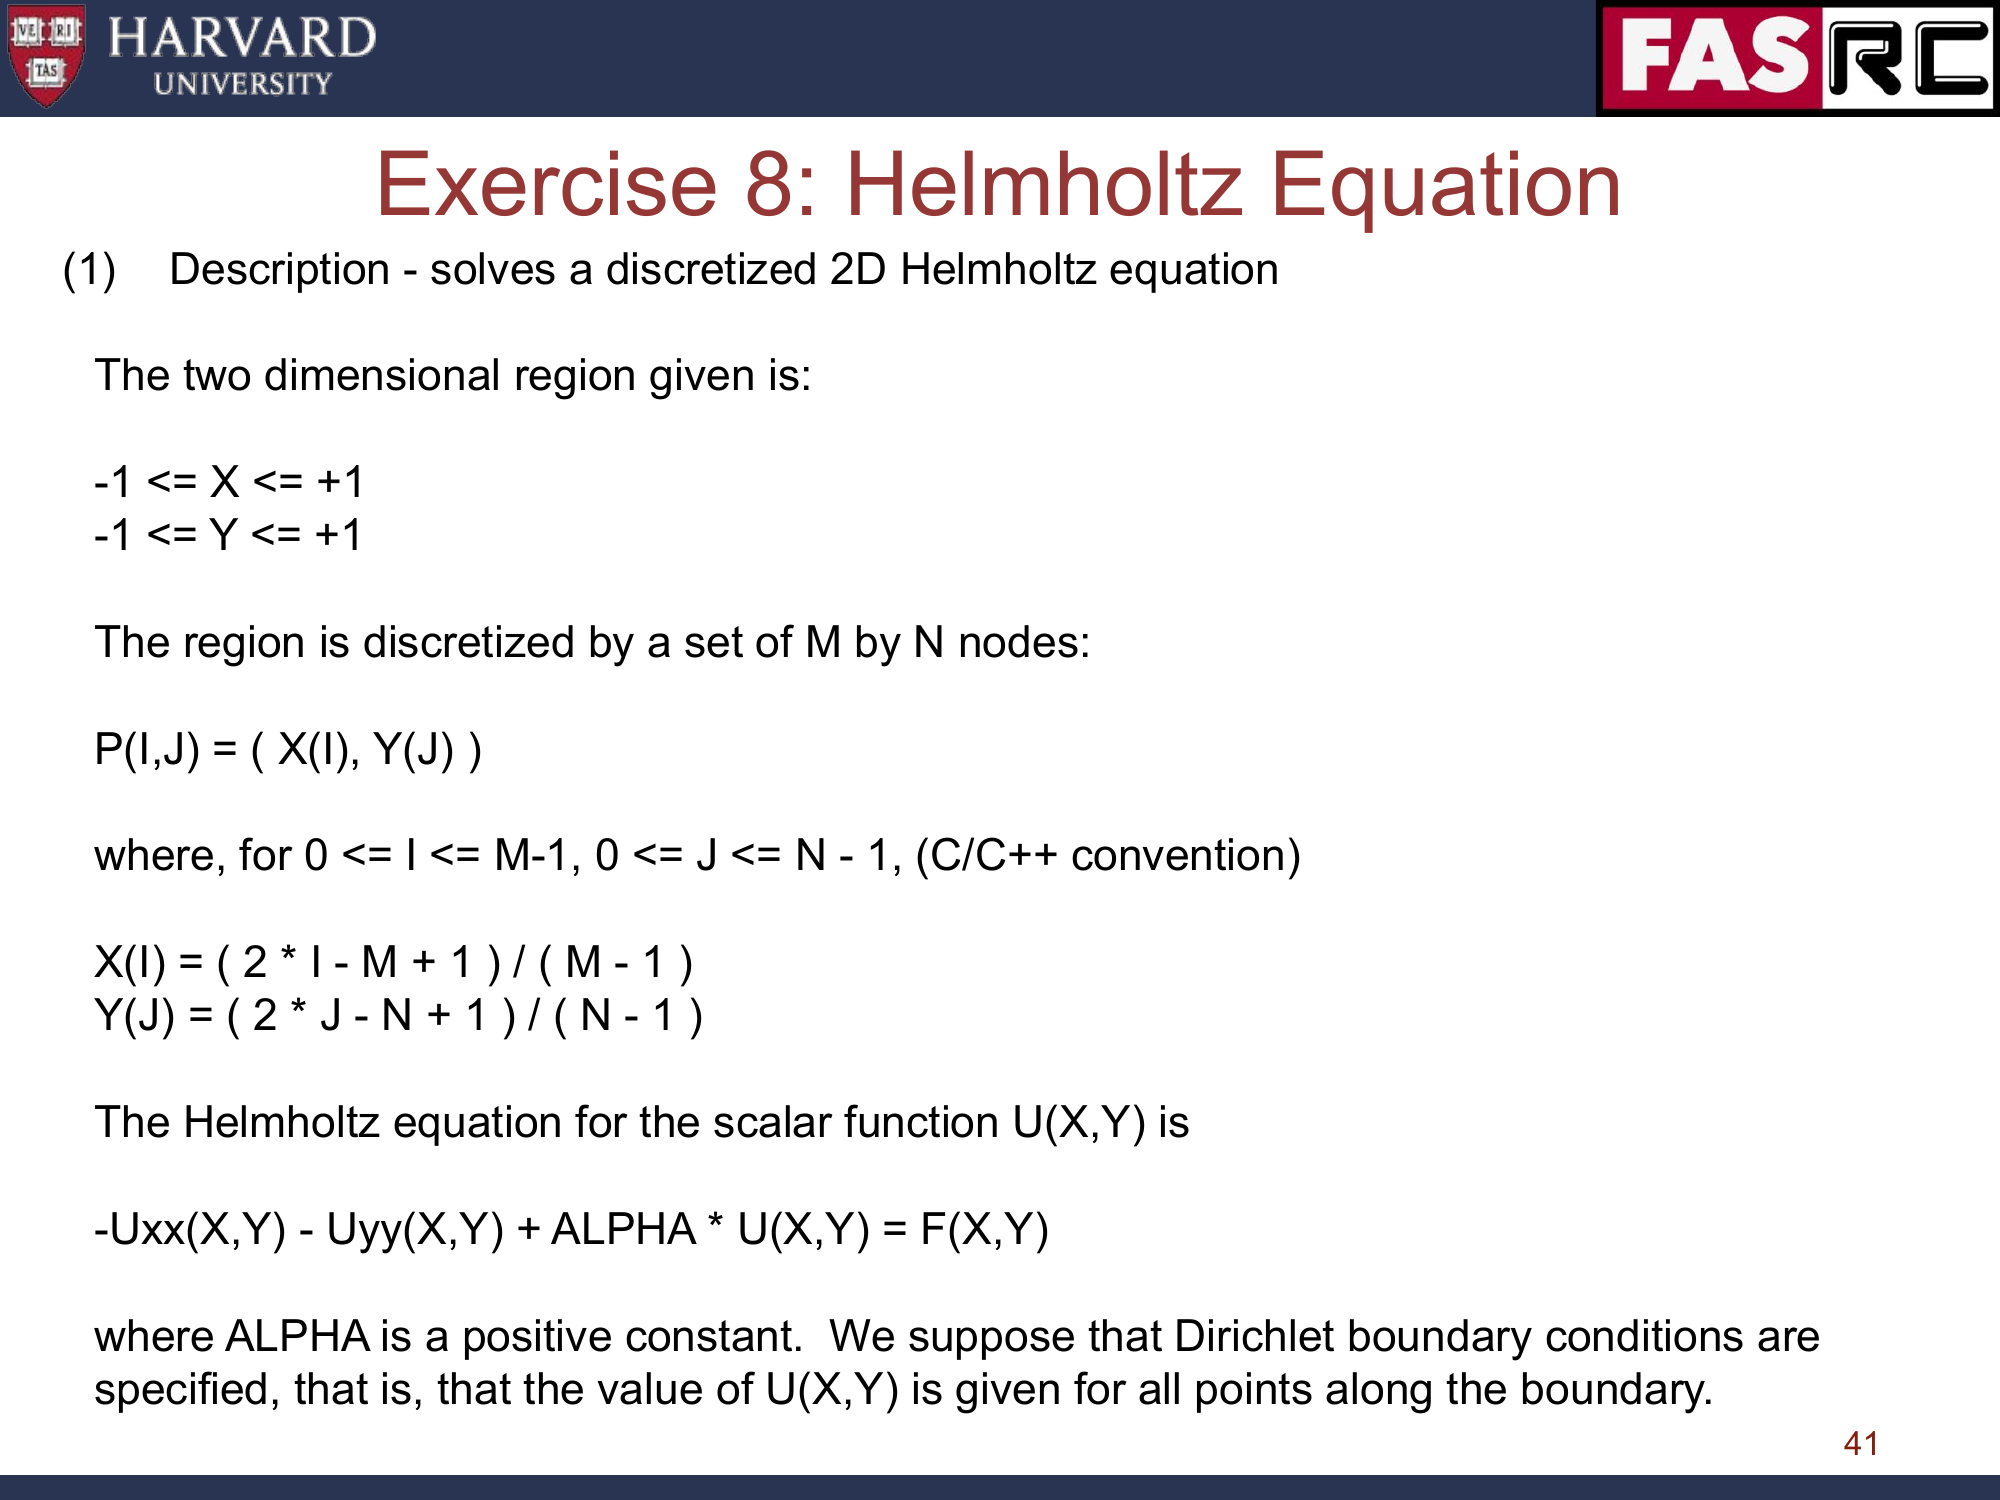 VE RI TAS
HARVARD
UNIVERSITY
FASRC
Exercise 8: Helmholtz Equation
(1) Description - solves a discretized 2D Helmholtz equation
The two dimensional region given is:
-1 <= X <= +1
-1 <= Y <= +1
The region is discretized by a set of M by N nodes:
P(I,J) = ( X(I), Y(J) )
where, for 0 <= I <= M-1, 0 <= J <= N - 1, (C/C++ convention)
X(I) = ( 2 * I - M + 1 ) / ( M - 1 )
Y(J) = ( 2 * J - N + 1 ) / ( N - 1 )
The Helmholtz equation for the scalar function U(X,Y) is
-Uxx(X,Y) - Uyy(X,Y) + ALPHA * U(X,Y) = F(X,Y)
where ALPHA is a positive constant.  We suppose that Dirichlet boundary conditions are
specified, that is, that the value of U(X,Y) is given for all points along the boundary.
41